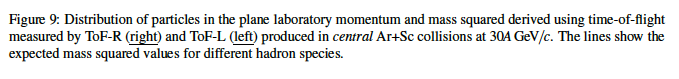 Figure 9: Distribution of particles in the plane laboratory momentum and mass squared derived using time-of-flight
measured by ToF-R (right) and ToF-L (left) produced in central Ar+Sc collisions at 30A GeV/c. The lines show the
expected mass squared values for different hadron species.